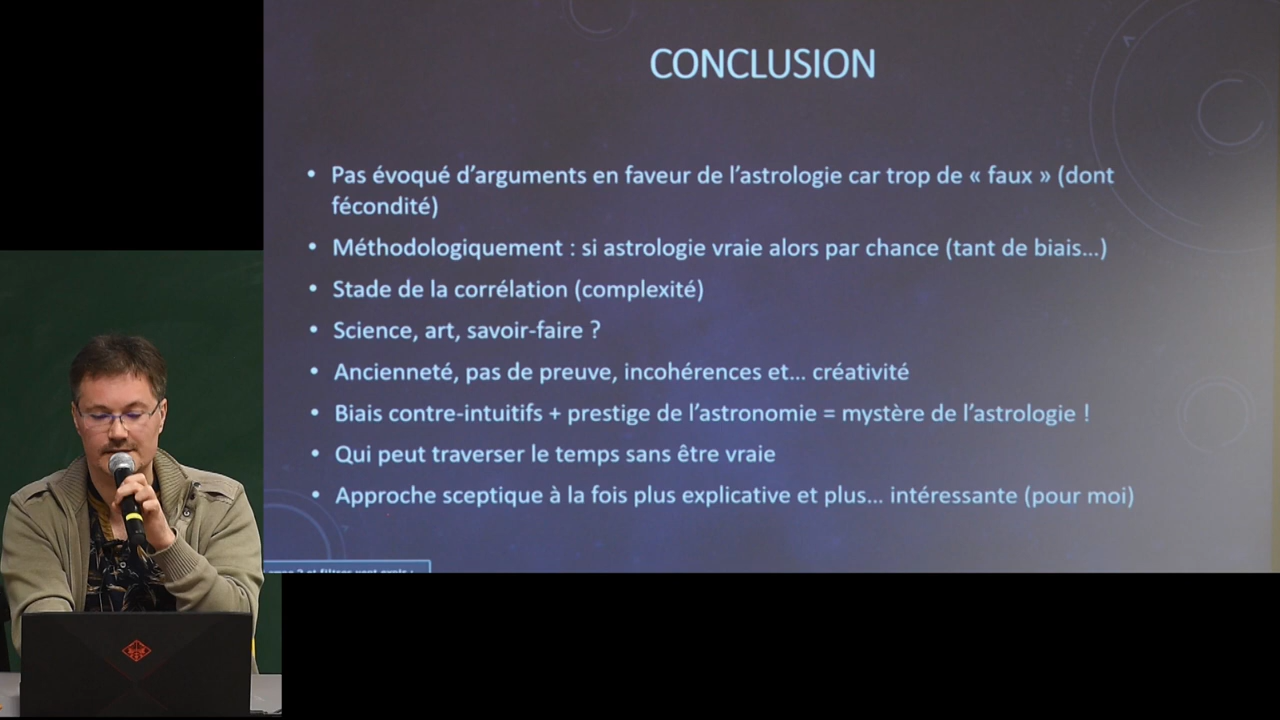 CONCLUSION
• Pas évoqué d’arguments en faveur de l’astrologie car trop de « faux » (dont
fécondité)
• Méthodologiquement : si astrologie vraie alors par chance (tant de biais...)
• Stade de la corrélation (complexité)
• Science, art, savoir-faire ?
• Ancienneté, pas de preuve, incohérences et... créativité
• Biais contre-intuitifs + prestige de l’astronomie = mystère de l’astrologie !
• Qui peut traverser le temps sans être vraie
• Approche sceptique à la fois plus explicative et plus... intéressante (pour moi)